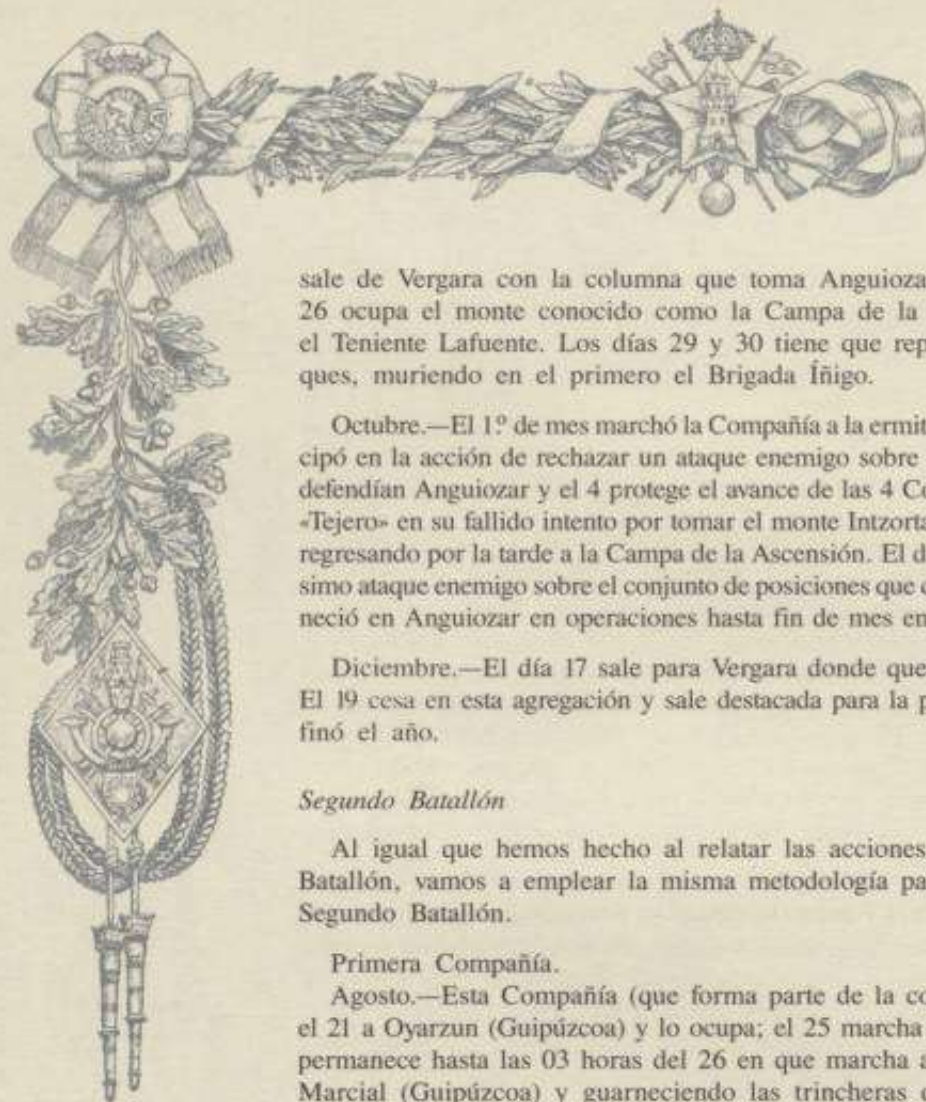 sale de Vergara con la columna que toma Anguioza
26 ocupa el monte conocido como la Campa de la
el Teniente Lafuente. Los días 29 y 30 tiene que rep
ques, muriendo en el primero el Brigada Íñigo.
Octubre.—El 1º de mes marchó la Compañía a la ermit
cipó en la acción de rechazar un ataque enemigo sobre
defendían Anguiozar y el 4 protege el avance de las 4 Co
«Tejero» en su fallido intento por tomar el monte Intzorta
regresando por la tarde a la Campa de la Ascensión. El d
simo ataque enemigo sobre el conjunto de posiciones que
neció en Anguiozar en operaciones hasta fin de mes en
Diciembre.—El día 17 sale para Vergara donde que
El 19 cesa en esta agregación y sale destacada para la p
finó el año.
Segundo Batallón
Al igual que hemos hecho al relatar las acciones
Batallón, vamos a emplear la misma metodología pa
Segundo Batallón.
Primera Compañía.
Agosto.—Esta Compañía (que forma parte de la co
el 21 a Oyarzun (Guipúzcoa) y lo ocupa; el 25 marcha
permanece hasta las 03 horas del 26 en que marcha a
Marcial (Guipúzcoa) y guarneciendo las trincheras